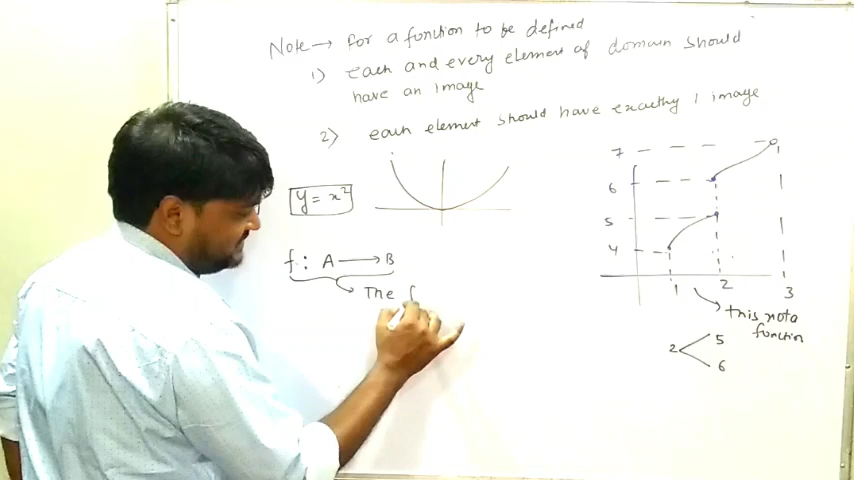 Note → for a function to be defined
1) each and every element of domain should
have an image
2) each element should have exactly 1 image
y = x²
f : A → B
The f
7
6
5
4
1 2 3
this not a
function
2 5
6